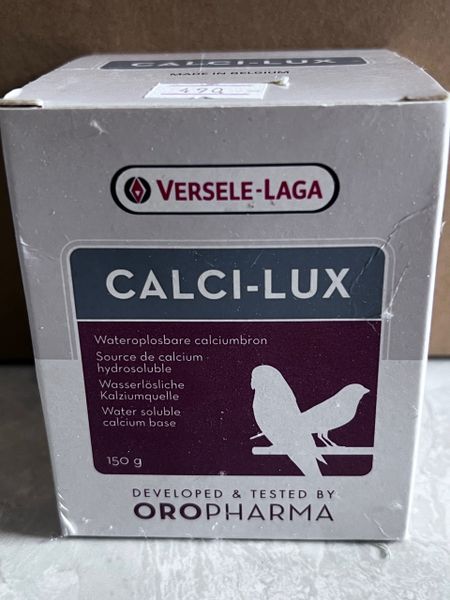 CALCI-LUX
MADE IN BELGIUM
490
VERSELE-LAGA
CALCI-LUX
Wateroplosbare calciumbron
Source de calcium
hydrosoluble
Wasserlösliche
Kalziumquelle
Water soluble
calcium base
150 g
DEVELOPED & TESTED BY
OROPHARMA